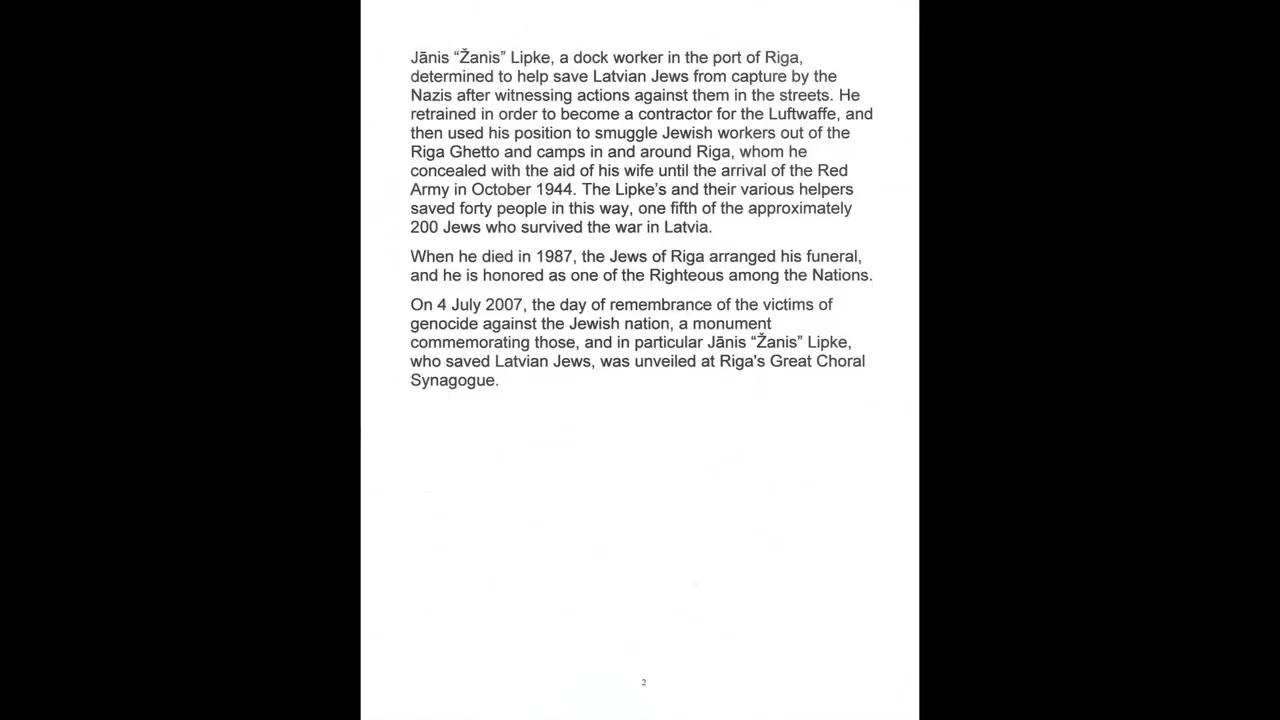 Jānis “Žanis” Lipke, a dock worker in the port of Riga,
determined to help save Latvian Jews from capture by the
Nazis after witnessing actions against them in the streets. He
retrained in order to become a contractor for the Luftwaffe, and
then used his position to smuggle Jewish workers out of the
Riga Ghetto and camps in and around Riga, whom he
concealed with the aid of his wife until the arrival of the Red
Army in October 1944. The Lipke’s and their various helpers
saved forty people in this way, one fifth of the approximately
200 Jews who survived the war in Latvia.
When he died in 1987, the Jews of Riga arranged his funeral,
and he is honored as one of the Righteous among the Nations.
On 4 July 2007, the day of remembrance of the victims of
genocide against the Jewish nation, a monument
commemorating those, and in particular Jānis “Žanis” Lipke,
who saved Latvian Jews, was unveiled at Riga's Great Choral
Synagogue.
2